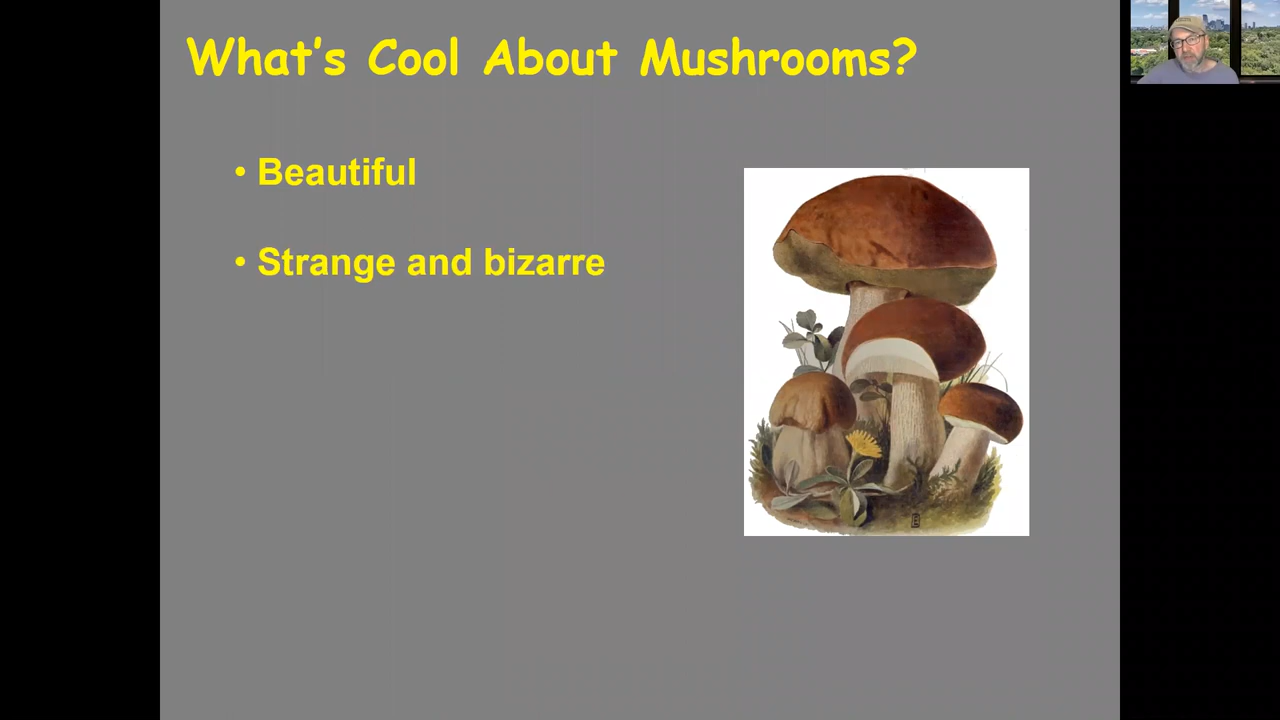 What's Cool About Mushrooms?
• Beautiful
• Strange and bizarre